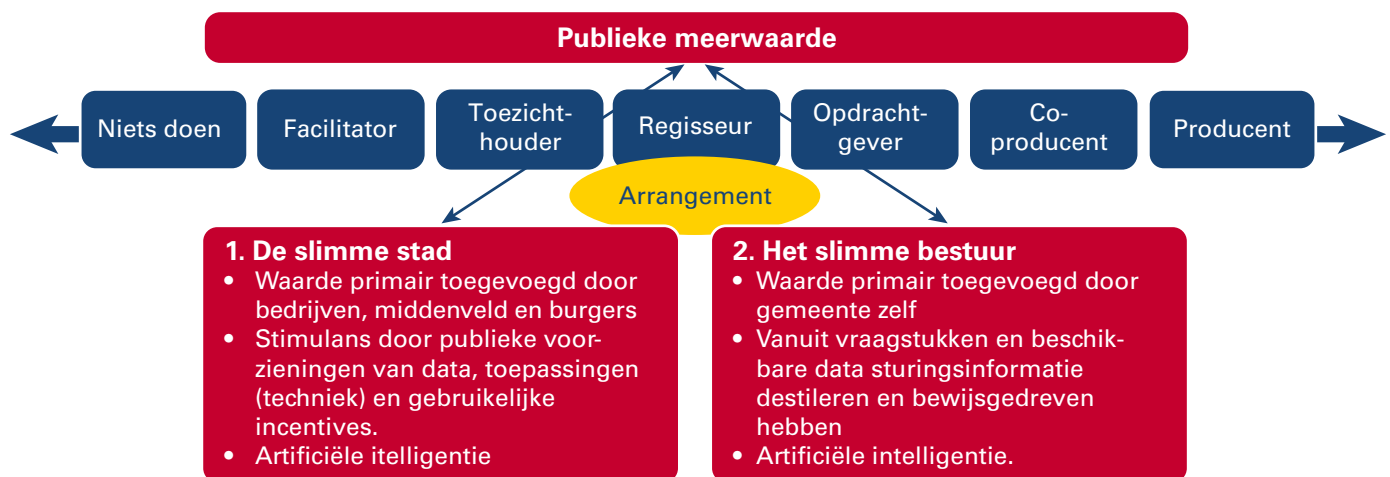 Publieke meerwaarde
Niets doen
Facilitator
Toezicht-
houder
Regisseur
Opdracht-
gever
Co-
producent
Producent
Arrangement
1. De slimme stad
• Waarde primair toegevoegd door
bedrijven, middenveld en burgers
• Stimulans door publieke voor-
zieningen van data, toepassingen
(techniek) en gebruikelijke
incentives.
• Artificiële itelligentie
2. Het slimme bestuur
• Waarde primair toegevoegd door
gemeente zelf
• Vanuit vraagstukken en beschik-
bare data sturingsinformatie
destileren en bewijsgedreven
hebben
• Artificiële intelligentie.